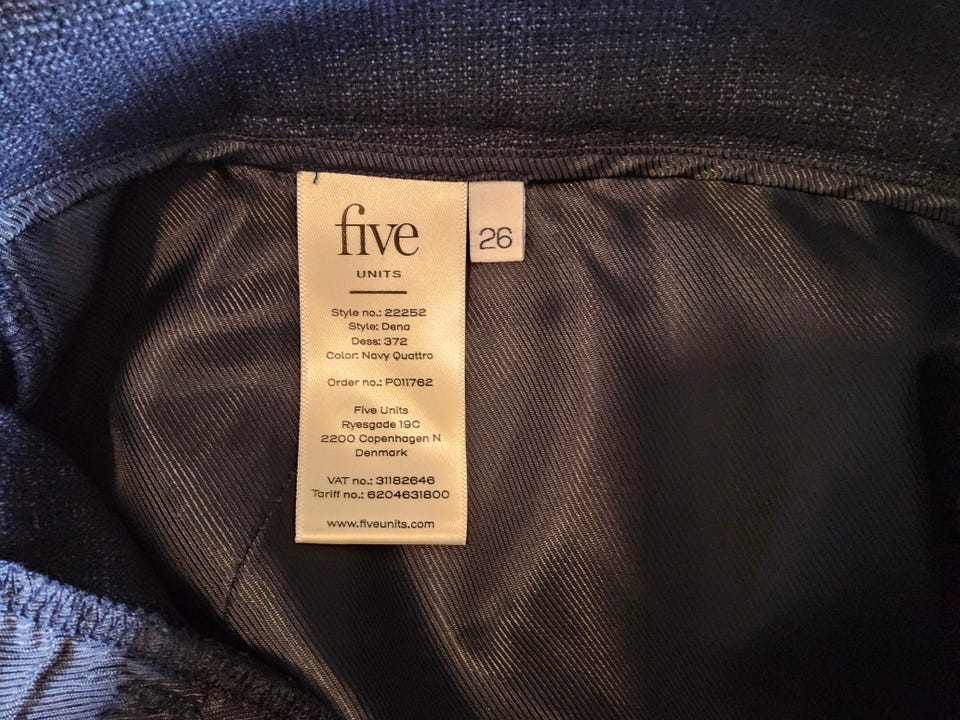 five
UNITS
Style no.: 22252
Style: Dena
Dess: 372
Color: Navy Quattro
Order no.: P011762
Five Units
Ryesgade 19C
2200 Copenhagen N
Denmark
VAT no.: 31182646
Tariff no.: 6204631800
www.fiveunits.com
26